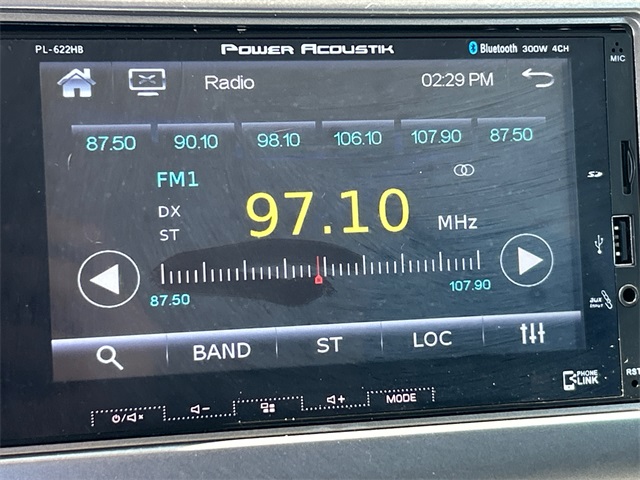 PL-622HB POWER ACOUSTIK Bluetooth 300W 4CH
MIC
Radio 02:29 PM
87.50 90.10 98.10 106.10 107.90 87.50
FM1
DX
ST
97.10 MHz
87.50 107.90
BAND ST LOC
AUX INPUT
PHONE LINK
RST
MODE